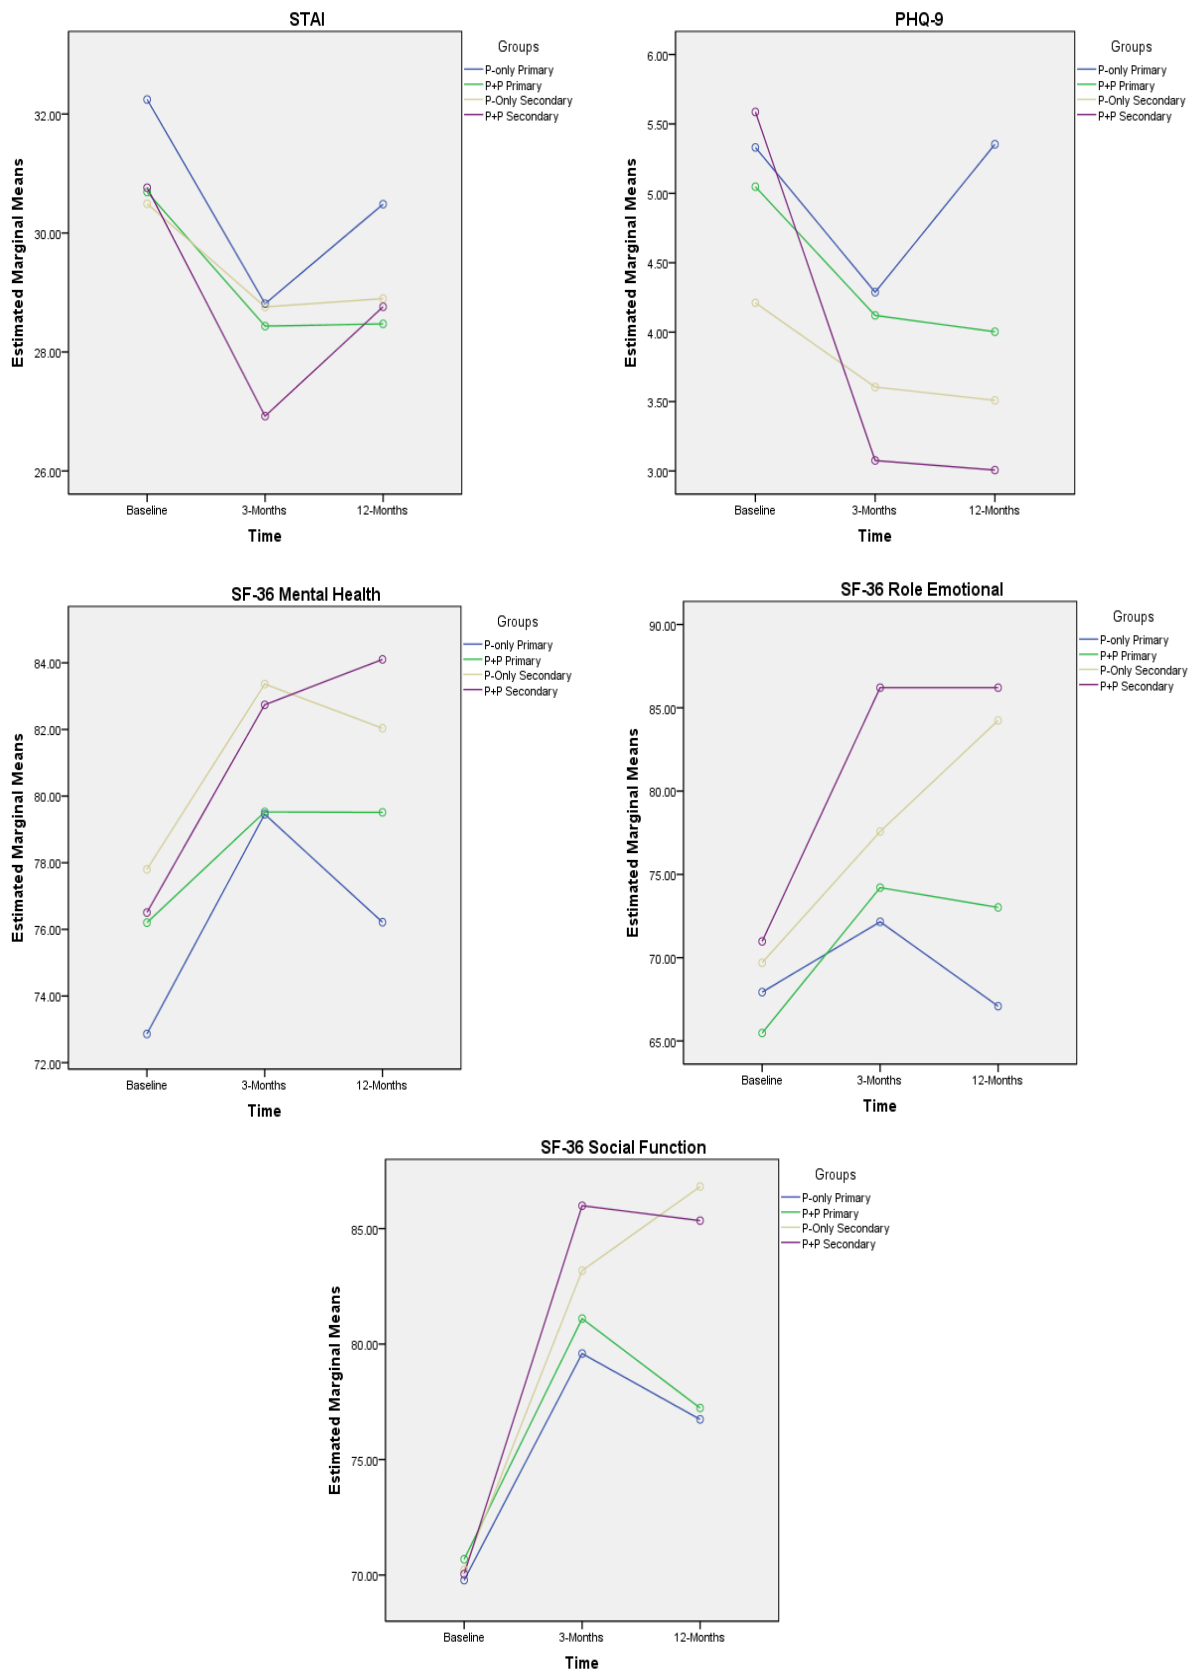 STAI
Groups
P-only Primary
P+P Primary
P-Only Secondary
P+P Secondary
Estimated Marginal Means
32.00
30.00
28.00
26.00
Baseline
3-Months
12-Months
Time
PHQ-9
Groups
P-only Primary
P+P Primary
P-Only Secondary
P+P Secondary
Estimated Marginal Means
6.00
5.50
5.00
4.50
4.00
3.50
3.00
Baseline
3-Months
12-Months
Time
SF-36 Mental Health
Groups
P-only Primary
P+P Primary
P-Only Secondary
P+P Secondary
Estimated Marginal Means
84.00
82.00
80.00
78.00
76.00
74.00
72.00
Baseline
3-Months
12-Months
Time
SF-36 Role Emotional
Groups
P-only Primary
P+P Primary
P-Only Secondary
P+P Secondary
Estimated Marginal Means
90.00
85.00
80.00
75.00
70.00
65.00
Baseline
3-Months
12-Months
Time
SF-36 Social Function
Groups
P-only Primary
P+P Primary
P-Only Secondary
P+P Secondary
Estimated Marginal Means
85.00
80.00
75.00
70.00
Baseline
3-Months
12-Months
Time